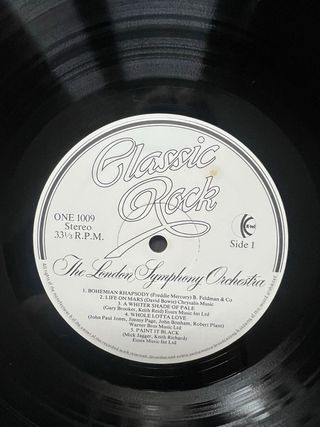 Classic
Rock
ONE 1009
Stereo
33⅓ R.P.M.
K-tel
Side 1
The London Symphony Orchestra
1. BOHEMIAN RHAPSODY (Freddie Mercury) B. Feldman & Co
2. LIFE ON MARS (David Bowie) Chrysalis Music
3. A WHITER SHADE OF PALE
(Gary Brooker, Keith Reid) Essex Music Int Ltd
4. WHOLE LOTTA LOVE
(John Paul Jones, Jimmy Page, John Bonham, Robert Plant)
Warner Bros Music Ltd
5. PAINT IT BLACK
(Mick Jagger, Keith Richard)
Essex Music Int Ltd